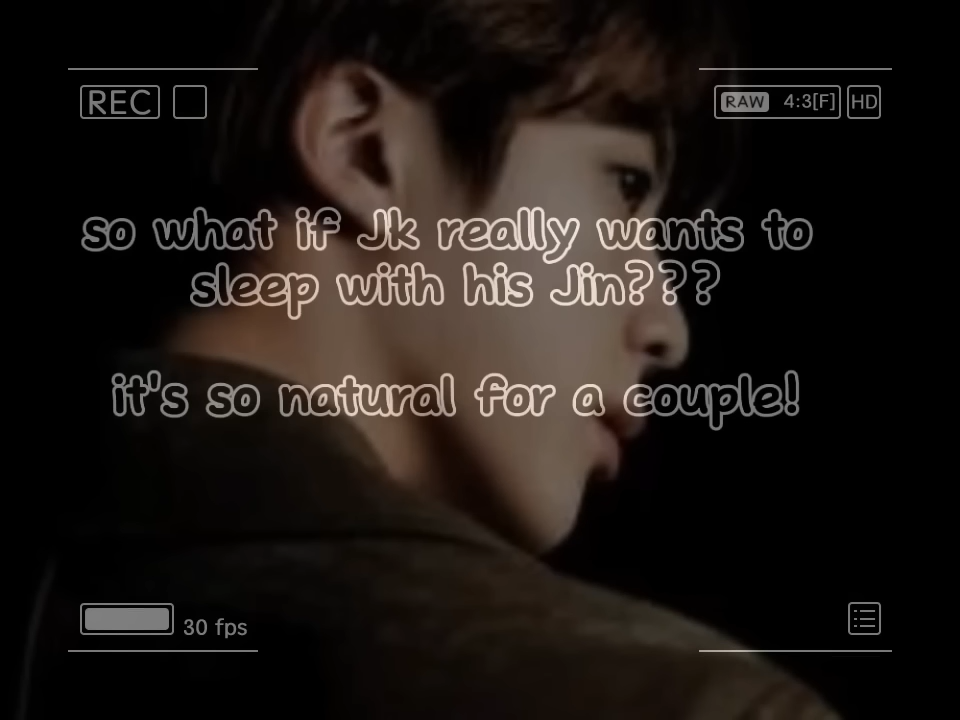 REC
RAW 4:3[F] HD
so what if Jk really wants to
sleep with his Jin???
it's so natural for a couple!
30 fps